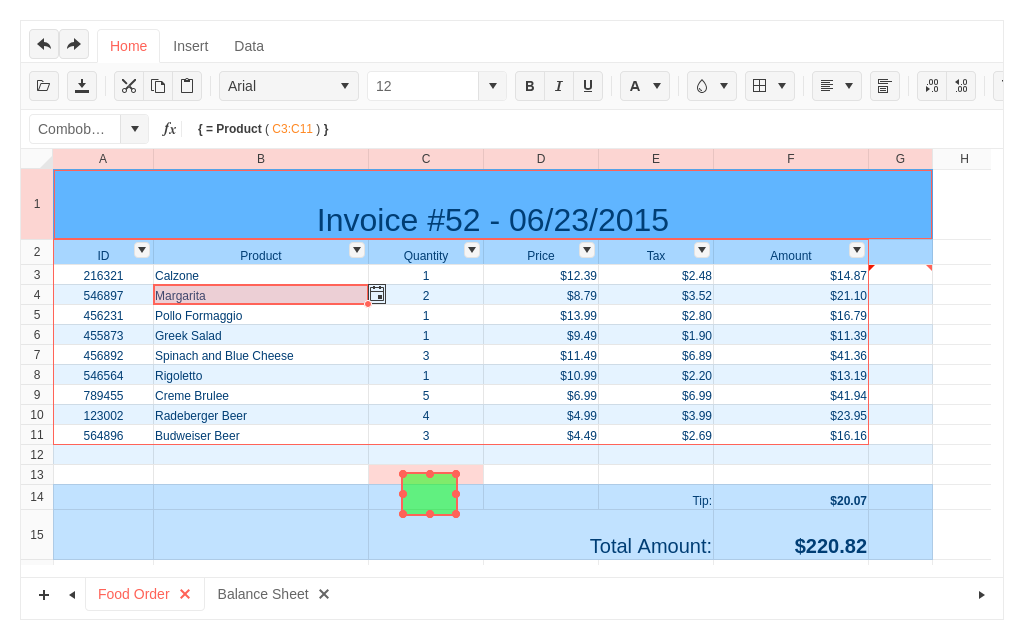 Home Insert Data
Arial 12 B I U A .00 .0 .0 .00
Combob… fx { = Product ( C3:C11 ) }
A B C D E F G H
1 Invoice #52 - 06/23/2015
2 ID Product Quantity Price Tax Amount
3 216321 Calzone 1 $12.39 $2.48 $14.87
4 546897 Margarita 2 $8.79 $3.52 $21.10
5 456231 Pollo Formaggio 1 $13.99 $2.80 $16.79
6 455873 Greek Salad 1 $9.49 $1.90 $11.39
7 456892 Spinach and Blue Cheese 3 $11.49 $6.89 $41.36
8 546564 Rigoletto 1 $10.99 $2.20 $13.19
9 789455 Creme Brulee 5 $6.99 $6.99 $41.94
10 123002 Radeberger Beer 4 $4.99 $3.99 $23.95
11 564896 Budweiser Beer 3 $4.49 $2.69 $16.16
12
13
14 Tip: $20.07
15 Total Amount: $220.82
Food Order Balance Sheet